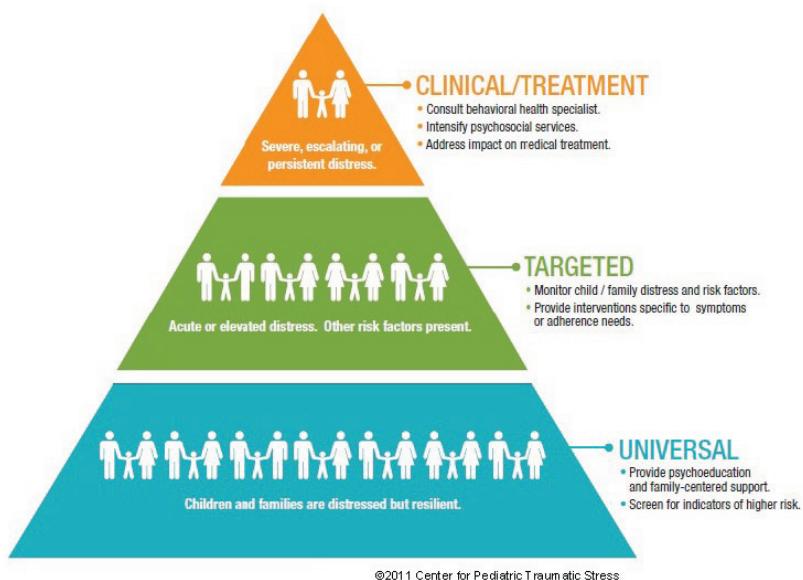 CLINICAL/TREATMENT
• Consult behavioral health specialist.
• Intensify psychosocial services.
• Address impact on medical treatment.
Severe, escalating, or
persistent distress.
TARGETED
• Monitor child / family distress and risk factors.
• Provide interventions specific to symptoms
or adherence needs.
Acute or elevated distress. Other risk factors present.
UNIVERSAL
• Provide psychoeducation
and family-centered support.
• Screen for indicators of higher risk.
Children and families are distressed but resilient.
©2011 Center for Pediatric Traumatic Stress